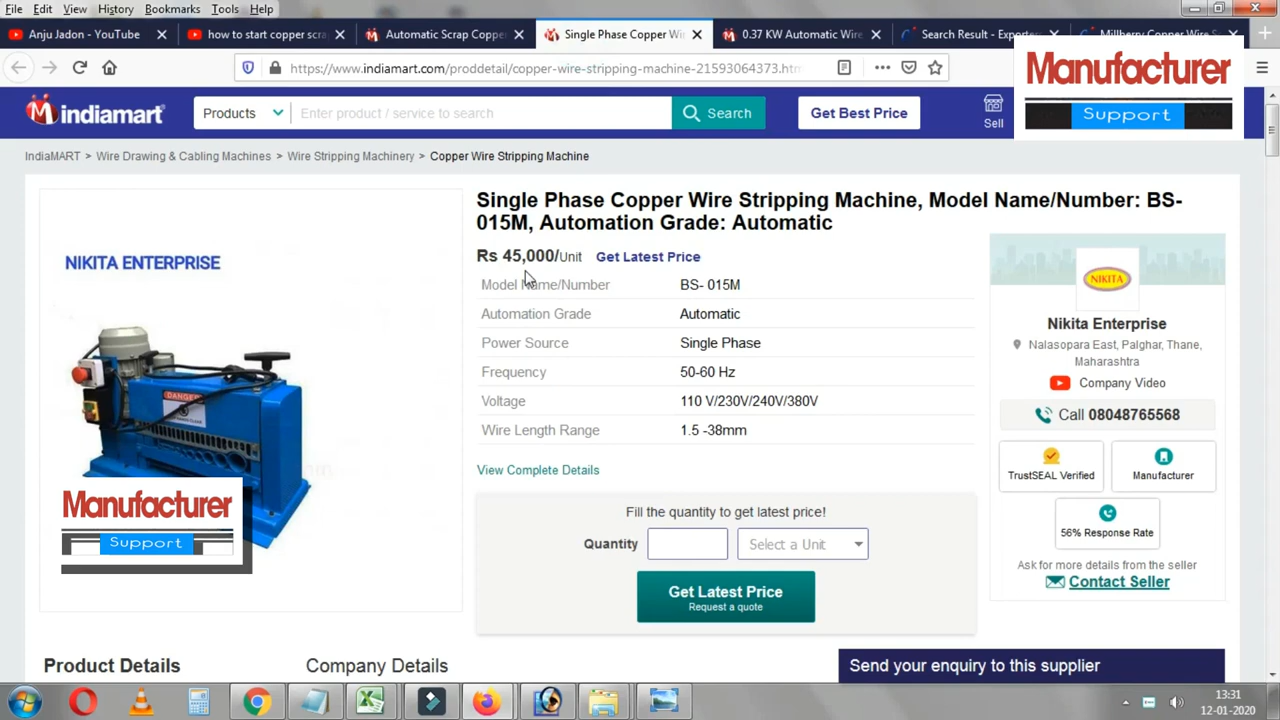 File Edit View History Bookmarks Tools Help
Anju Jadon - YouTube
how to start copper scra
Automatic Scrap Copper
Single Phase Copper Wir
0.37 KW Automatic Wire
Search Result - Exporters
Millberry Copper Wire S
https://www.indiamart.com/proddetail/copper-wire-stripping-machine-21593064373.htm
Manufacturer
Support
indiamart
Products
Enter product / service to search
Search
Get Best Price
Sell
IndiaMART > Wire Drawing & Cabling Machines > Wire Stripping Machinery > Copper Wire Stripping Machine
NIKITA ENTERPRISE
DANGER
Manufacturer
Support
Single Phase Copper Wire Stripping Machine, Model Name/Number: BS-
015M, Automation Grade: Automatic
Rs 45,000/Unit Get Latest Price
Model Name/Number BS- 015M
Automation Grade Automatic
Power Source Single Phase
Frequency 50-60 Hz
Voltage 110 V/230V/240V/380V
Wire Length Range 1.5 -38mm
View Complete Details
Fill the quantity to get latest price!
Quantity Select a Unit
Get Latest Price
Request a quote
NIKITA
Nikita Enterprise
Nalasopara East, Palghar, Thane,
Maharashtra
Company Video
Call 08048765568
TrustSEAL Verified
Manufacturer
56% Response Rate
Ask for more details from the seller
Contact Seller
Product Details Company Details
Send your enquiry to this supplier
13:31
12-01-2020